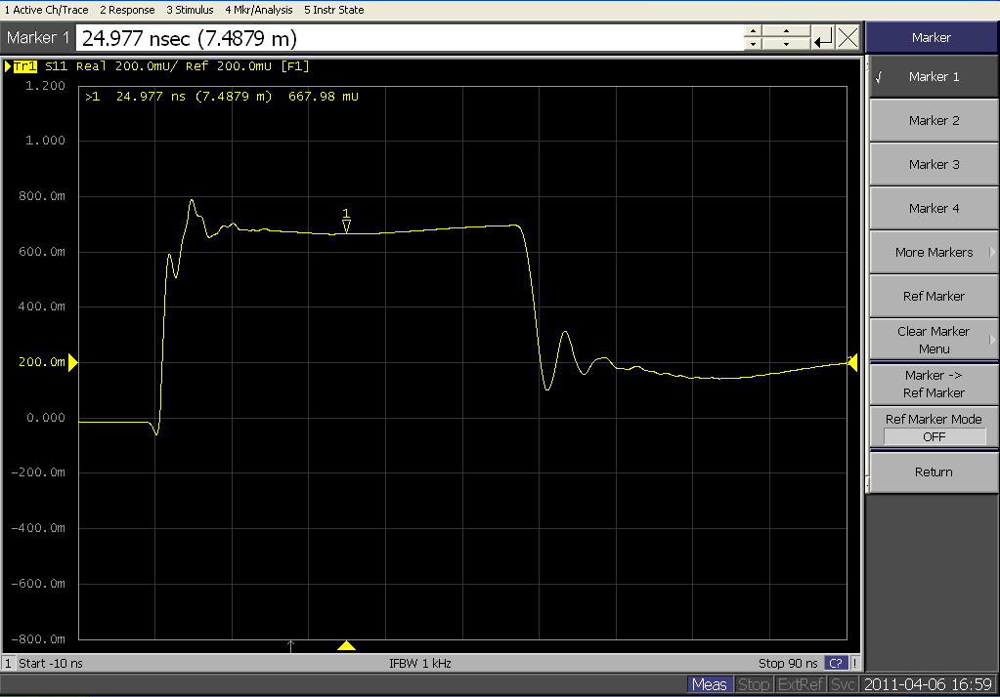 1 Active Ch/Trace 2 Response 3 Stimulus 4 Mkr/Analysis 5 Instr State
Marker 1 24.977 nsec (7.4879 m)
Tr1 S11 Real 200.0mU/ Ref 200.0mU [F1]
1.200
>1 24.977 ns (7.4879 m) 667.98 mU
1.000
800.0m
1
600.0m
400.0m
200.0m
0.000
-200.0m
-400.0m
-600.0m
-800.0m
1 Start -10 ns IFBW 1 kHz Stop 90 ns C? !
Meas Stop ExtRef Svc 2011-04-06 16:59
Marker
√ Marker 1
Marker 2
Marker 3
Marker 4
More Markers
Ref Marker
Clear Marker
Menu
Marker ->
Ref Marker
Ref Marker Mode
OFF
Return